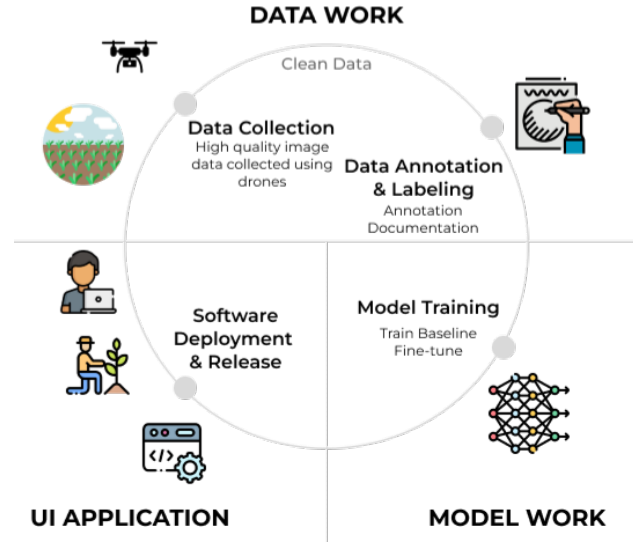 DATA WORK
Clean Data
Data Collection
High quality image
data collected using
drones
Data Annotation
& Labeling
Annotation
Documentation
Software
Deployment
& Release
Model Training
Train Baseline
Fine-tune
</>
UI APPLICATION
MODEL WORK